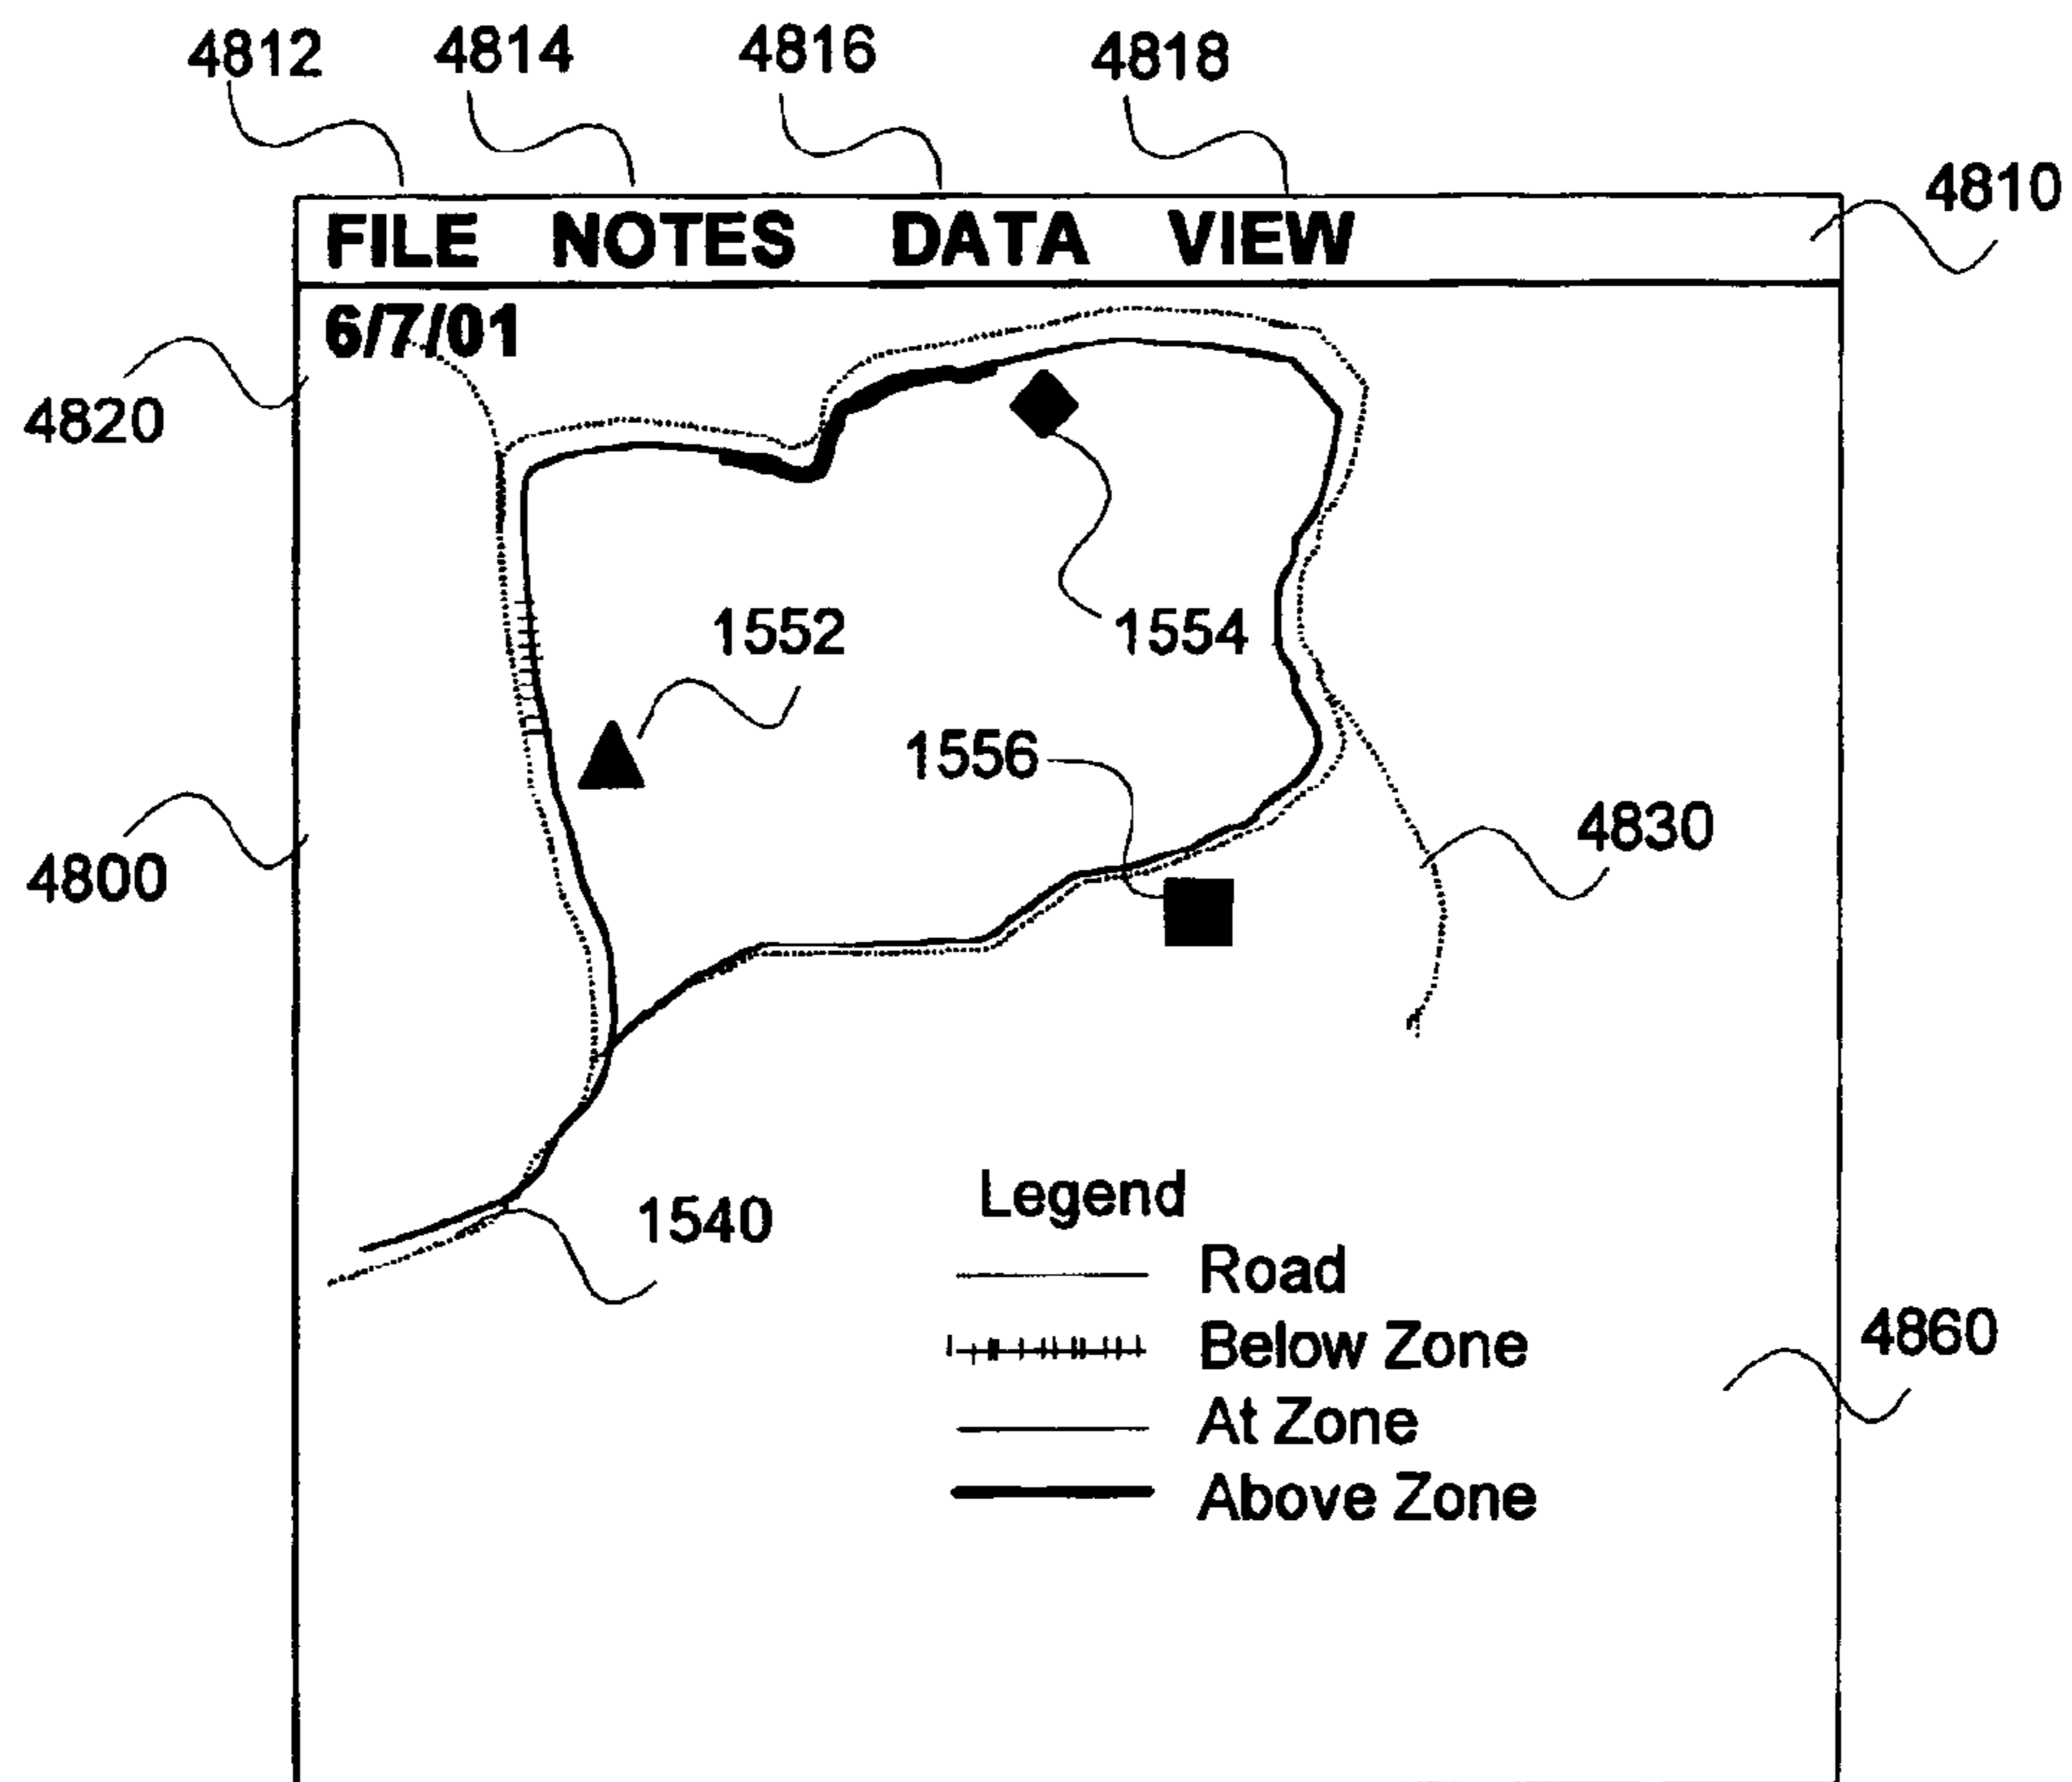 4812 4814 4816 4818
4810
FILE NOTES DATA VIEW
6/7/01
4820
1552
1554
1556
4830
4800
1540
Legend
Road
Below Zone
4860
At Zone
Above Zone